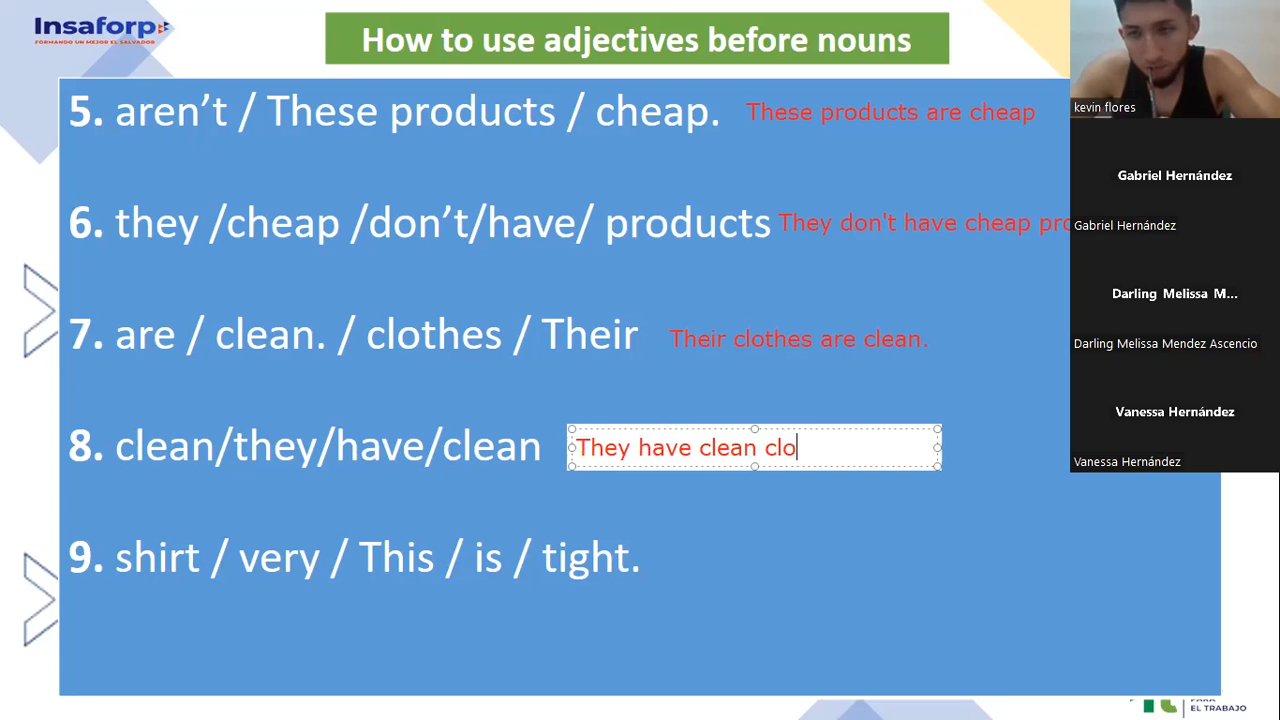 Insaforp
FORMANDO UN MEJOR EL SALVADOR
How to use adjectives before nouns
kevin flores
5. aren’t / These products / cheap. These products are cheap
Gabriel Hernández
6. they /cheap /don’t/have/ products They don't have cheap pro
Gabriel Hernández
Darling Melissa M...
7. are / clean. / clothes / Their Their clothes are clean.
Darling Melissa Mendez Ascencio
Vanessa Hernández
8. clean/they/have/clean They have clean clo
Vanessa Hernández
9. shirt / very / This / is / tight.
EL TRABAJO